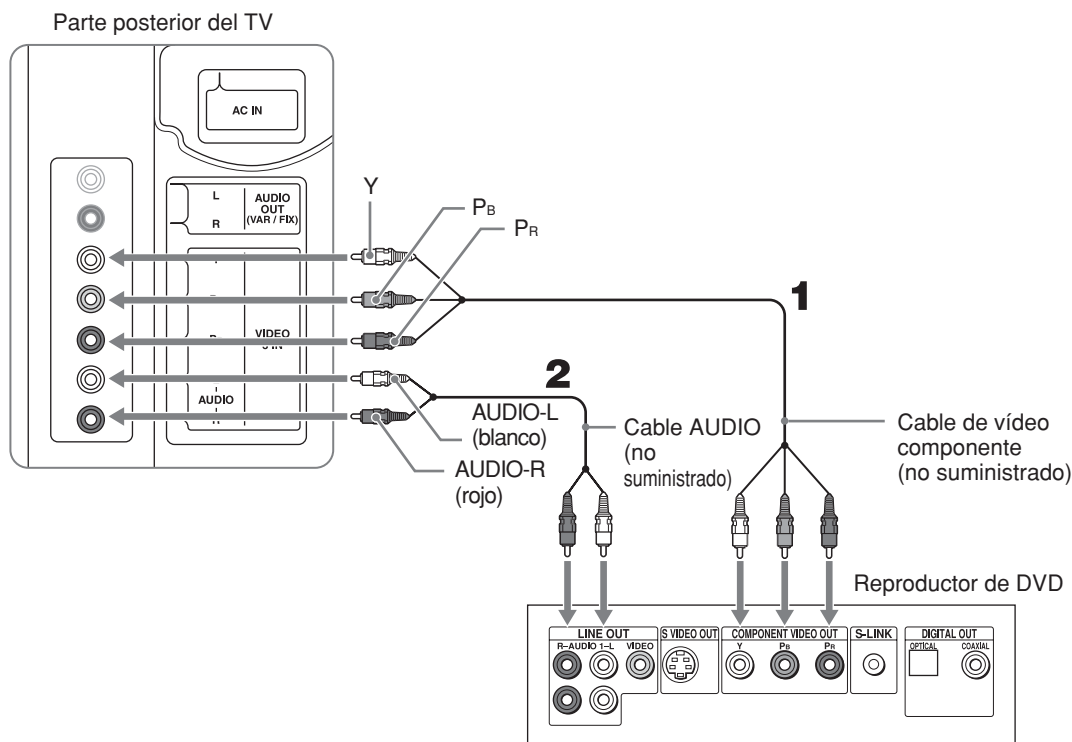 Parte posterior del TV
AC IN
L
R
AUDIO
OUT
(VAR / FIX)
VIDEO
AUDIO
Y
PB
PR
1
2
AUDIO-L
(blanco)
AUDIO-R
(rojo)
Cable AUDIO
(no
suministrado)
Cable de vídeo
componente
(no suministrado)
Reproductor de DVD
LINE OUT
R–AUDIO 1–L
VIDEO
S VIDEO OUT
COMPONENT VIDEO OUT
Y
PB
PR
S-LINK
DIGITAL OUT
OPTICAL
COAXIAL